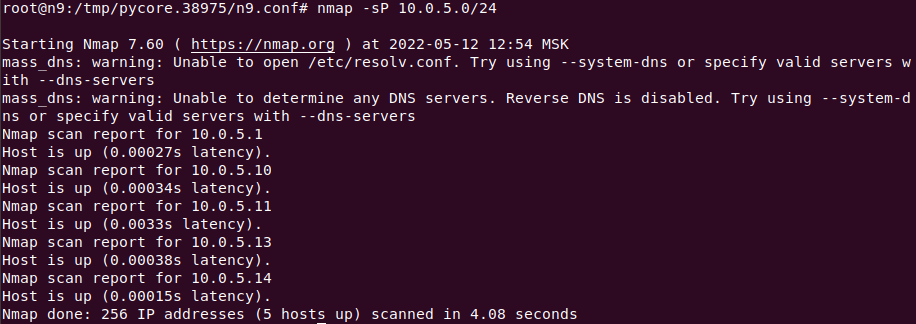 root@n9:/tmp/pycore.38975/n9.conf# nmap -sP 10.0.5.0/24
Starting Nmap 7.60 ( https://nmap.org ) at 2022-05-12 12:54 MSK
mass_dns: warning: Unable to open /etc/resolv.conf. Try using --system-dns or specify valid servers w
ith --dns-servers
mass_dns: warning: Unable to determine any DNS servers. Reverse DNS is disabled. Try using --system-d
ns or specify valid servers with --dns-servers
Nmap scan report for 10.0.5.1
Host is up (0.00027s latency).
Nmap scan report for 10.0.5.10
Host is up (0.00034s latency).
Nmap scan report for 10.0.5.11
Host is up (0.0033s latency).
Nmap scan report for 10.0.5.13
Host is up (0.00038s latency).
Nmap scan report for 10.0.5.14
Host is up (0.00015s latency).
Nmap done: 256 IP addresses (5 hosts up) scanned in 4.08 seconds